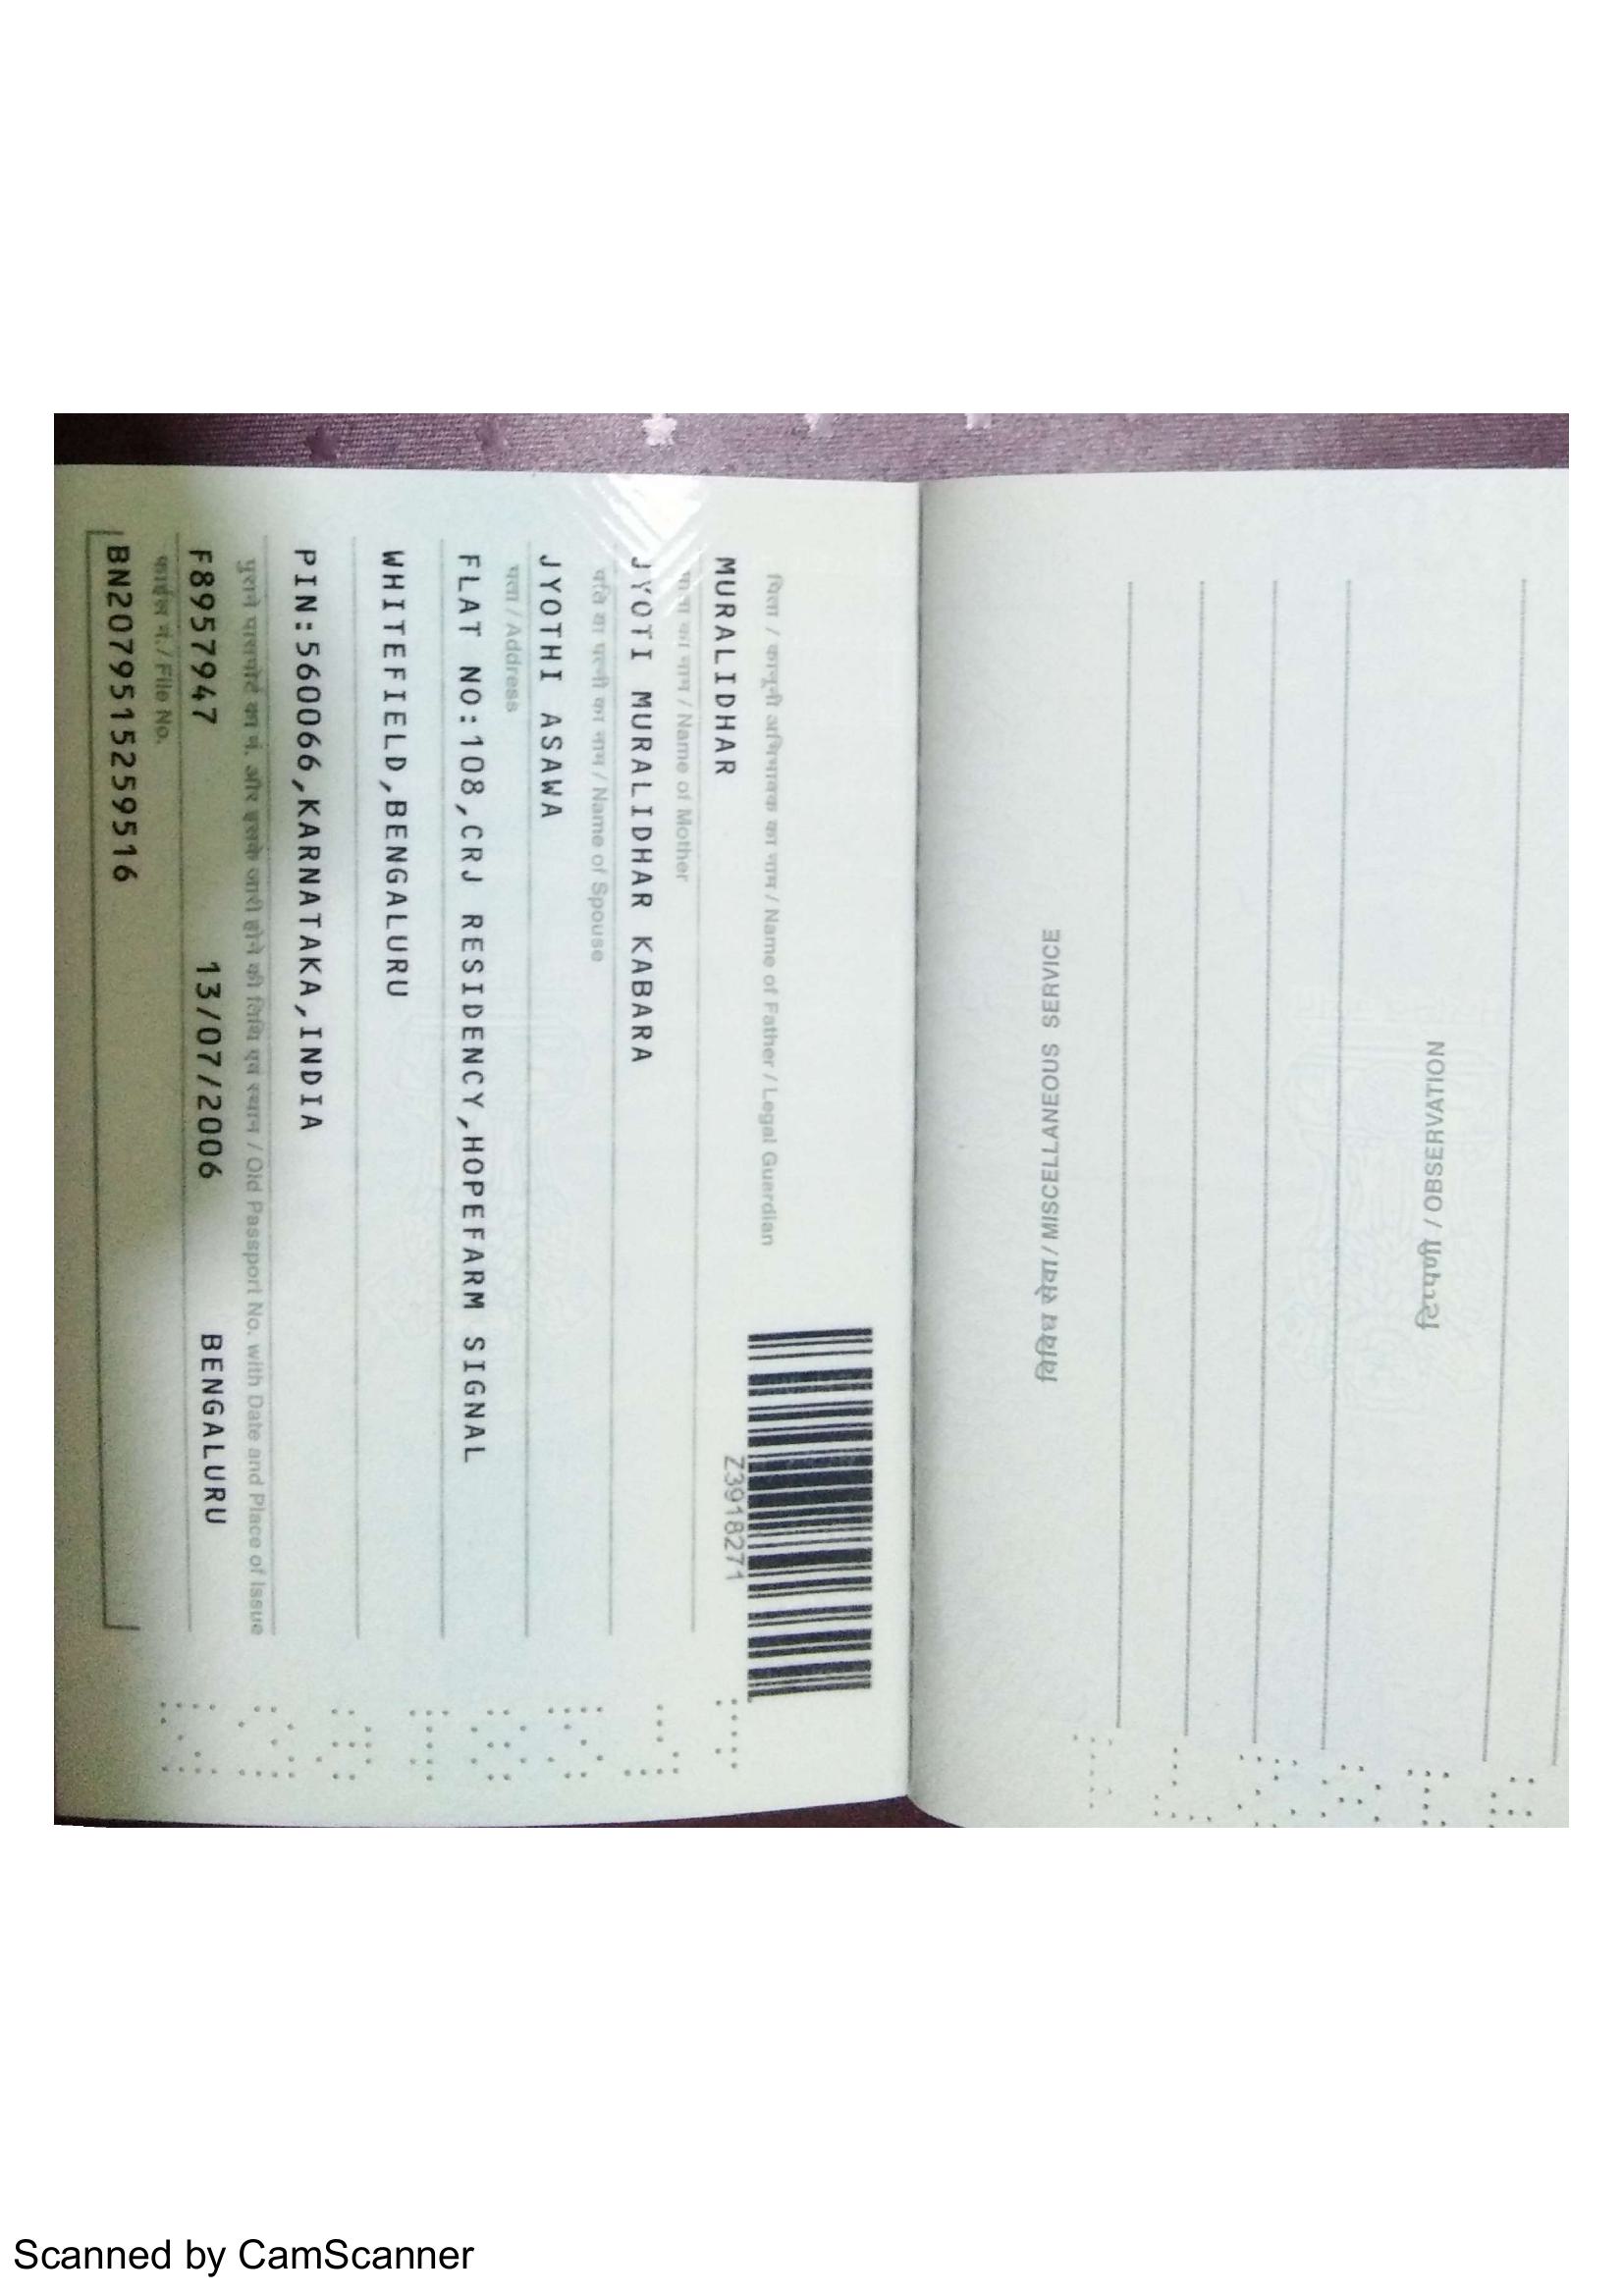 पिता / कानूनी अभिभावक का नाम / Name of Father / Legal Guardian
MURALIDHAR
Z3918271
माता का नाम / Name of Mother
JYOTI MURALIDHAR KABARA
पति या पत्नी का नाम / Name of Spouse
JYOTHI ASAWA
पता / Address
FLAT NO:108,CRJ RESIDENCY,HOPEFARM SIGNAL
WHITEFIELD,BENGALURU
PIN:560066,KARNATAKA,INDIA
पुराने पासपोर्ट का नं. और इसके जारी होने की तिथि एवं स्थान / Old Passport No. with Date and Place of Issue
F8957947 13/07/2006 BENGALURU
फाईल नं./ File No.
BN2079515259516
टिप्पणी / OBSERVATION
विविध सेवा / MISCELLANEOUS SERVICE
Scanned by CamScanner